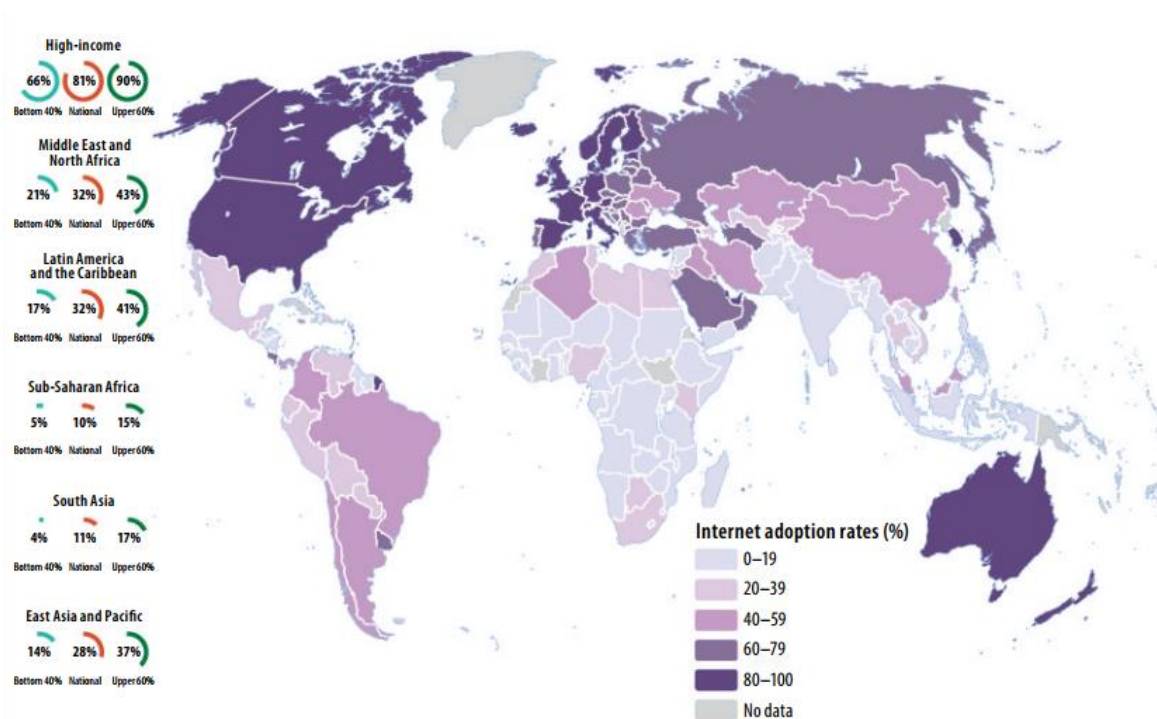 High-income
66% 81% 90%
Bottom 40% National Upper 60%
Middle East and
North Africa
21% 32% 43%
Bottom 40% National Upper 60%
Latin America
and the Caribbean
17% 32% 41%
Bottom 40% National Upper 60%
Sub-Saharan Africa
5% 10% 15%
Bottom 40% National Upper 60%
South Asia
4% 11% 17%
Bottom 40% National Upper 60%
East Asia and Pacific
14% 28% 37%
Bottom 40% National Upper 60%
Internet adoption rates (%)
0–19
20–39
40–59
60–79
80–100
No data